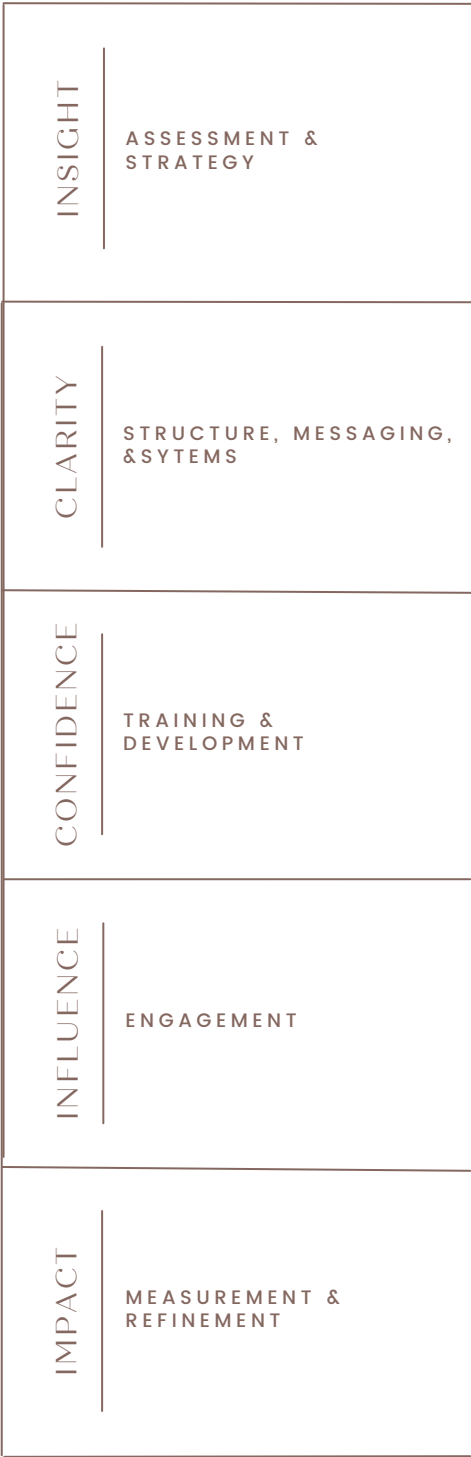 INSIGHT
ASSESSMENT &
STRATEGY
CLARITY
STRUCTURE, MESSAGING,
&SYTEMS
CONFIDENCE
TRAINING &
DEVELOPMENT
INFLUENCE
ENGAGEMENT
IMPACT
MEASUREMENT &
REFINEMENT